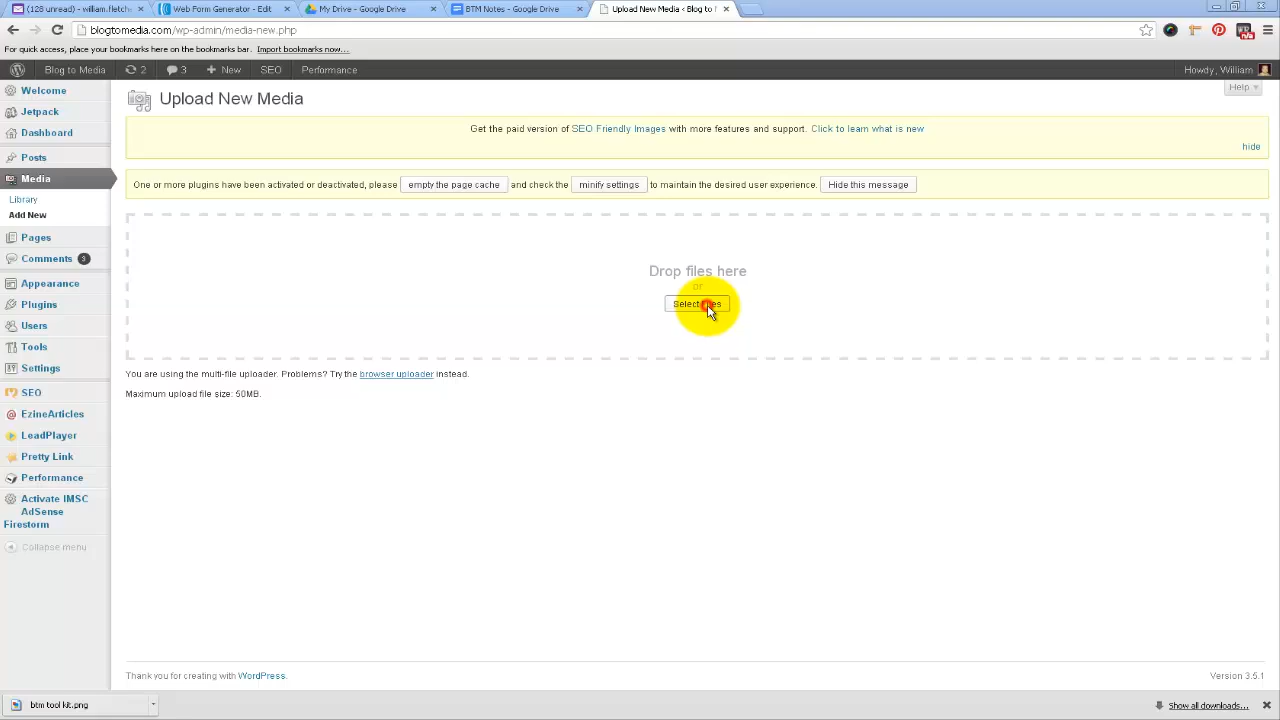 (128 unread) - william.fletch
Web Form Generator - Edit
My Drive - Google Drive
BTM Notes - Google Drive
Upload New Media ‹ Blog to
blogtomedia.com/wp-admin/media-new.php
For quick access, place your bookmarks here on the bookmarks bar. Import bookmarks now...
Blog to Media
2
3
New
SEO
Performance
Howdy, William
Help
Welcome
Jetpack
Dashboard
Posts
Media
Library
Add New
Pages
Comments 3
Appearance
Plugins
Users
Tools
Settings
SEO
EzineArticles
LeadPlayer
Pretty Link
Performance
Activate IMSC
AdSense
Firestorm
Collapse menu
Upload New Media
Get the paid version of SEO Friendly Images with more features and support. Click to learn what is new
hide
One or more plugins have been activated or deactivated, please empty the page cache and check the minify settings to maintain the desired user experience. Hide this message
Drop files here
or
Select Files
You are using the multi-file uploader. Problems? Try the browser uploader instead.
Maximum upload file size: 50MB.
Thank you for creating with WordPress.
Version 3.5.1
btm tool kit.png
Show all downloads...